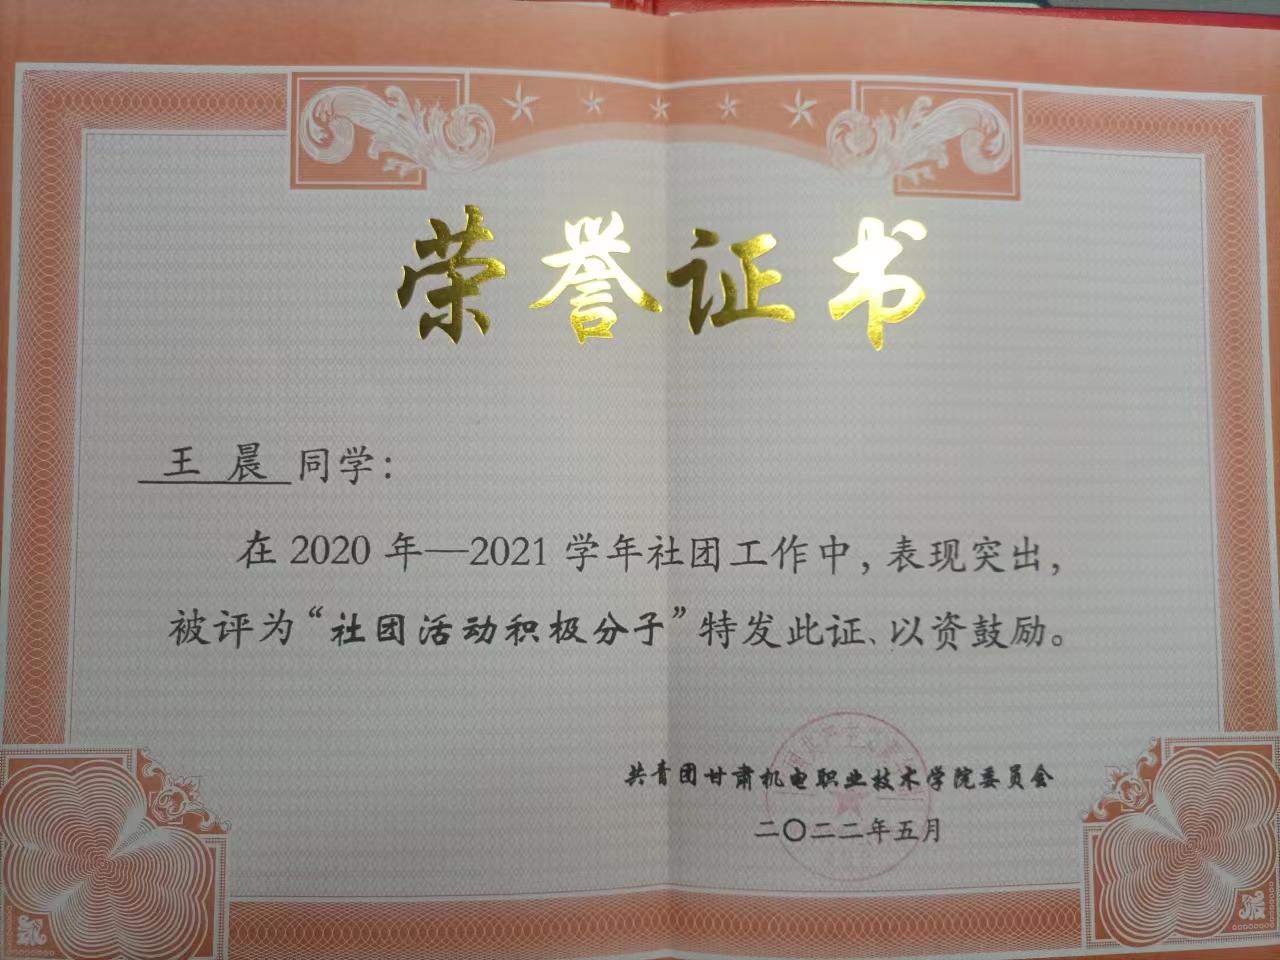 荣誉证书
王晨 同学：
在2020年—2021学年社团工作中，表现突出，
被评为“社团活动积极分子”特发此证、以资鼓励。
共青团甘肃机电职业技术学院委员会
二〇二二年五月